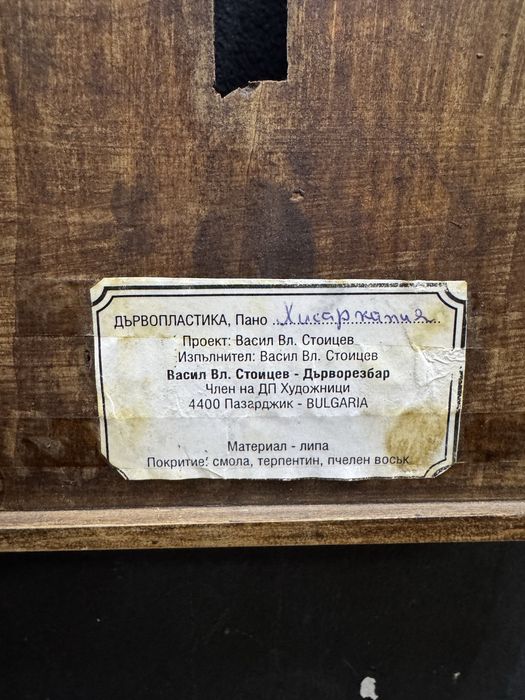 ДЪРВОПЛАСТИКА, Пано Хисаркапия
Проект: Васил Вл. Стоицев
Изпълнител: Васил Вл. Стоицев
Васил Вл. Стоицев - Дърворезбар
Член на ДП Художници
4400 Пазарджик - BULGARIA
Материал - липа
Покритие: смола, терпентин, пчелен восък.